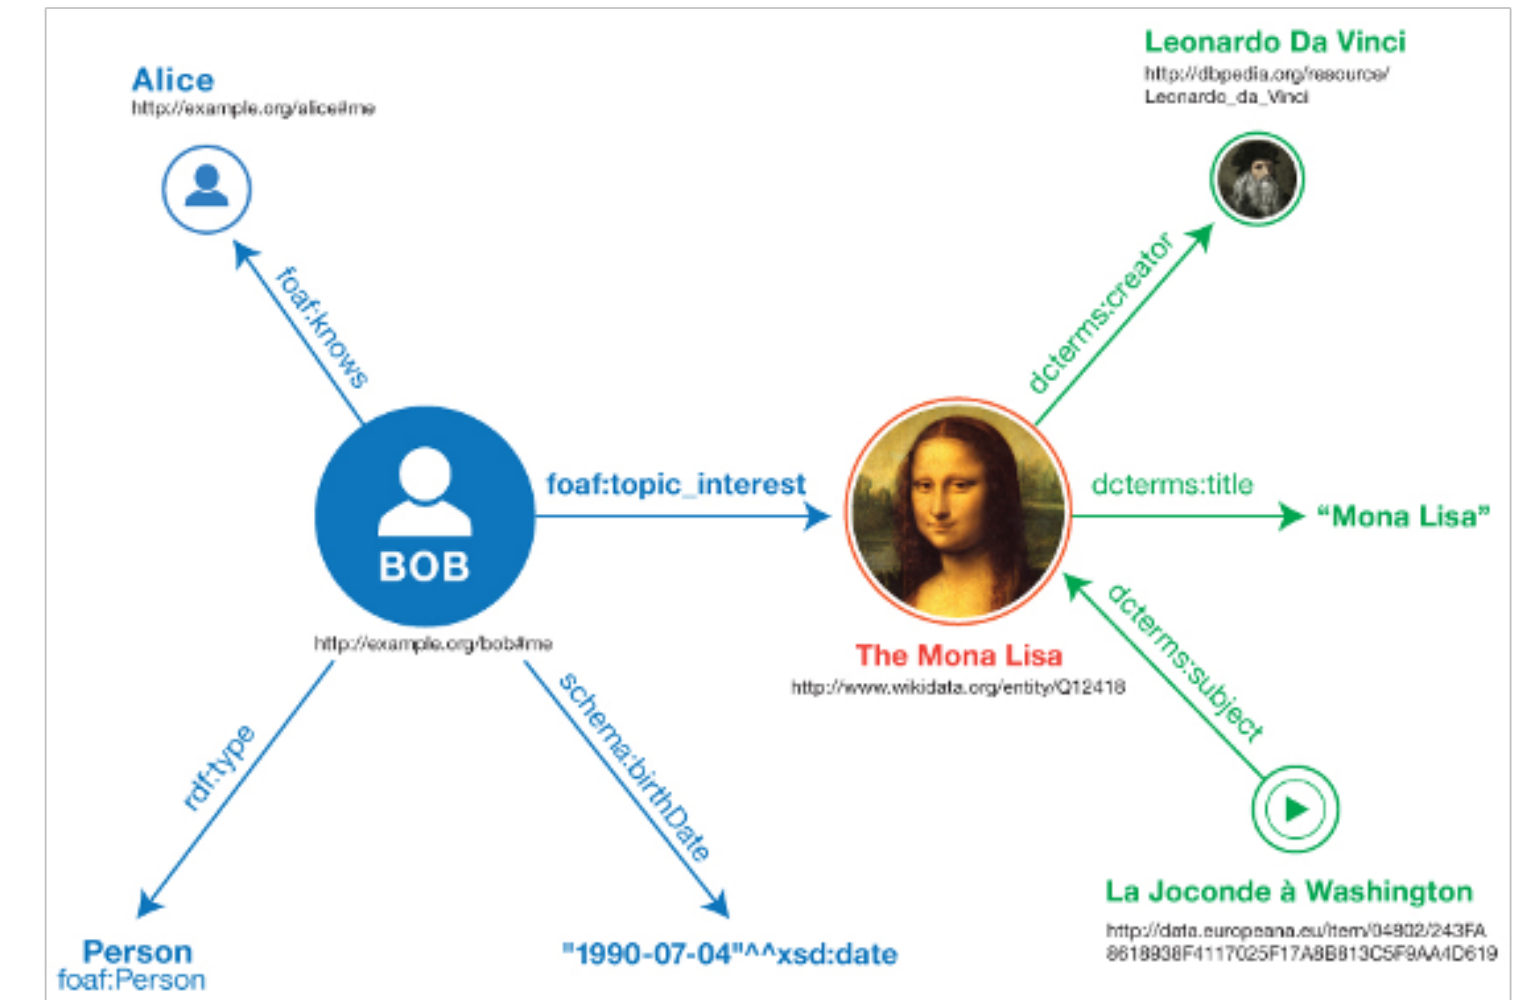 Alice
http://example.org/alice#me
Leonardo Da Vinci
http://dbpedia.org/resource/
Leonardo_da_Vinci
foaf:knows
dcterms:creator
BOB
http://example.org/bob#me
foaf:topic_interest
The Mona Lisa
http://www.wikidata.org/entity/Q12418
dcterms:title
“Mona Lisa”
dcterms:subject
rdf:type
schema:birthDate
Person
foaf:Person
"1990-07-04"^^xsd:date
La Joconde à Washington
http://data.europeana.eu/item/04802/243FA
8618938F4117025F17A8B813C5F9AA4D619